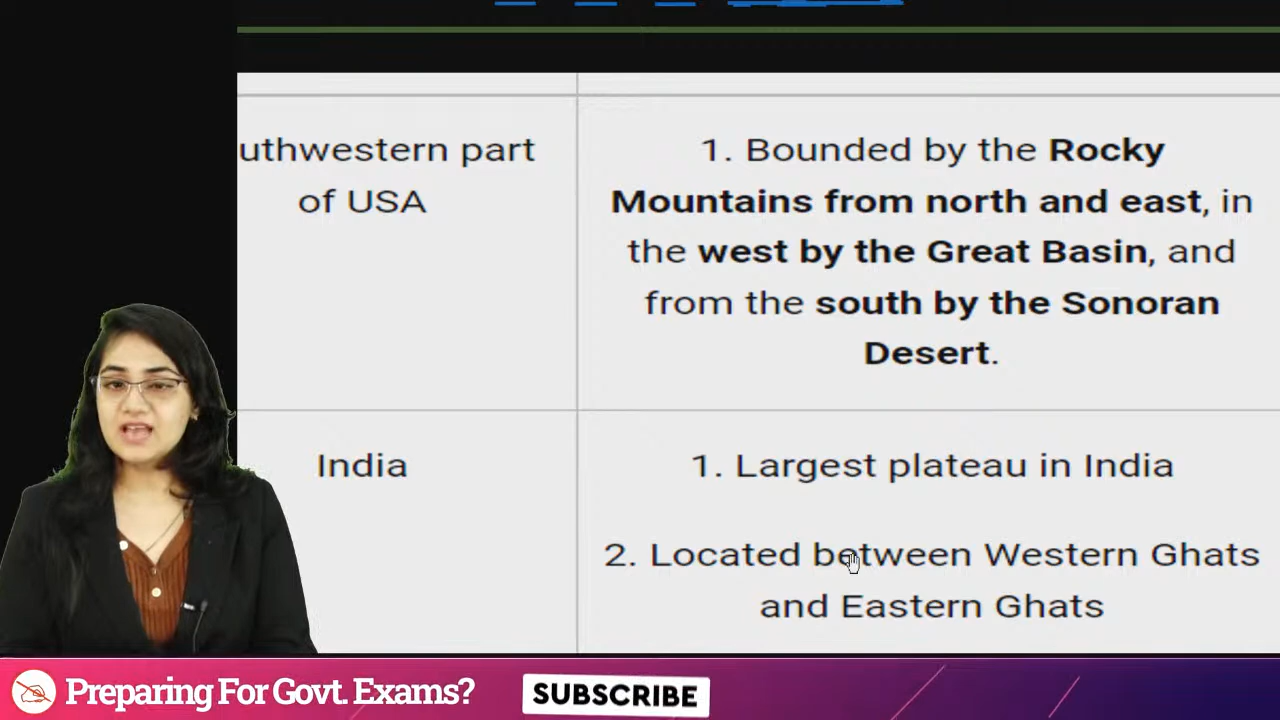 uthwestern part
of USA
1. Bounded by the Rocky
Mountains from north and east, in
the west by the Great Basin, and
from the south by the Sonoran
Desert.
India
1. Largest plateau in India
2. Located between Western Ghats
and Eastern Ghats
Preparing For Govt. Exams?
SUBSCRIBE